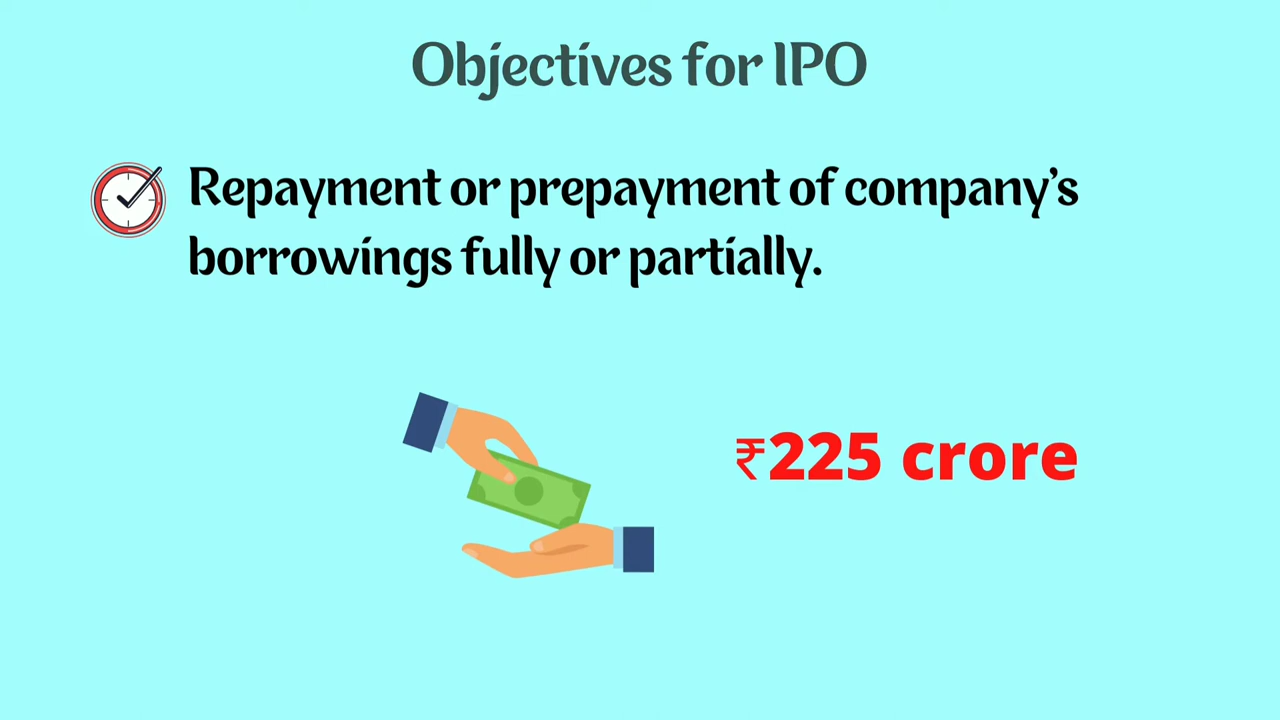 Objectives for IPO
Repayment or prepayment of company’s
borrowings fully or partially.
₹225 crore